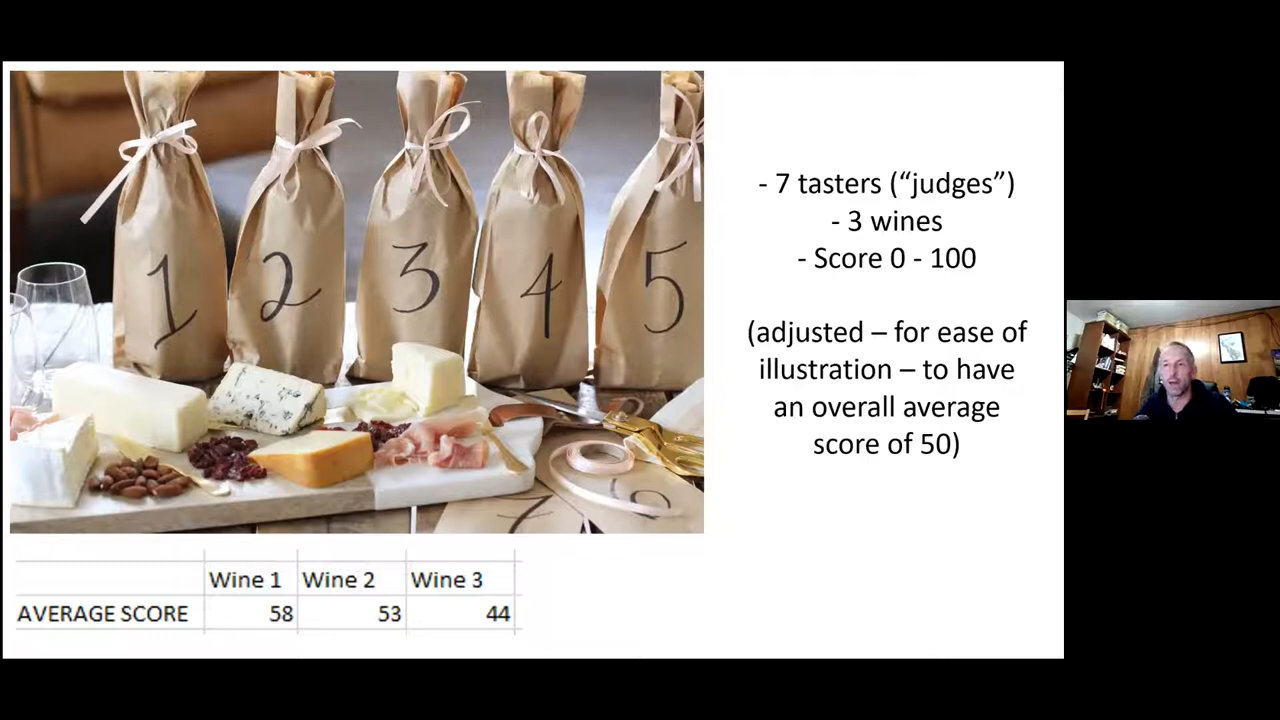 1 2 3 4 5
7
- 7 tasters (“judges”)
- 3 wines
- Score 0 - 100
(adjusted – for ease of
illustration – to have
an overall average
score of 50)
Wine 1 Wine 2 Wine 3
AVERAGE SCORE 58 53 44